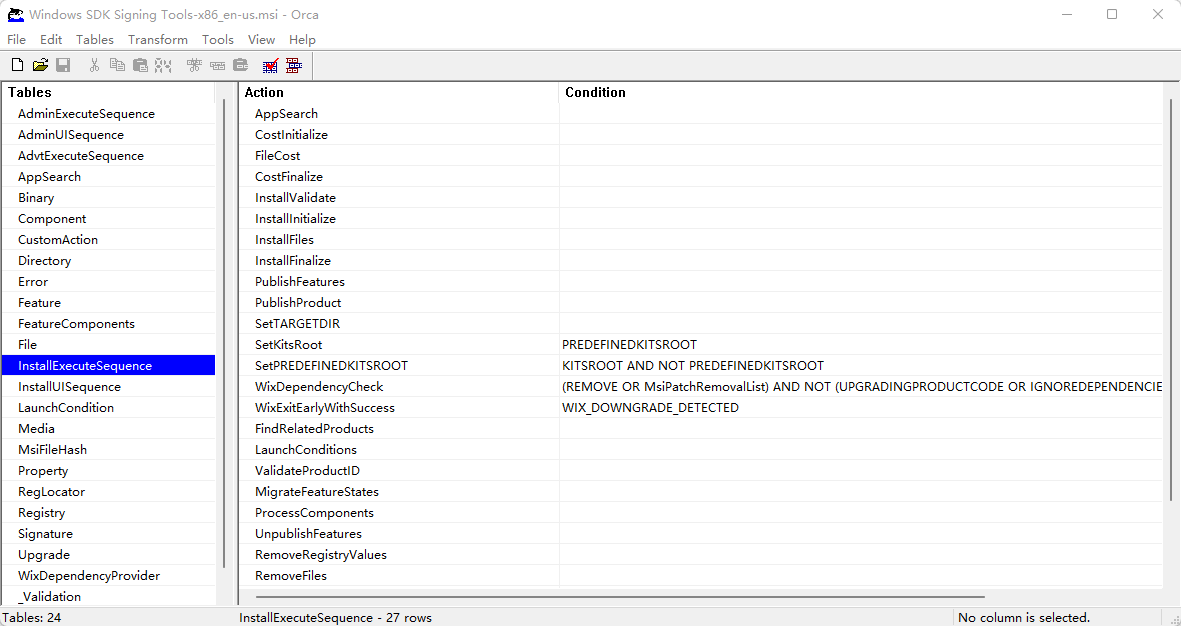 Windows SDK Signing Tools-x86_en-us.msi - Orca
File Edit Tables Transform Tools View Help
Tables
AdminExecuteSequence
AdminUISequence
AdvtExecuteSequence
AppSearch
Binary
Component
CustomAction
Directory
Error
Feature
FeatureComponents
File
InstallExecuteSequence
InstallUISequence
LaunchCondition
Media
MsiFileHash
Property
RegLocator
Registry
Signature
Upgrade
WixDependencyProvider
_Validation
Action Condition
AppSearch
CostInitialize
FileCost
CostFinalize
InstallValidate
InstallInitialize
InstallFiles
InstallFinalize
PublishFeatures
PublishProduct
SetTARGETDIR
SetKitsRoot PREDEFINEDKITSROOT
SetPREDEFINEDKITSROOT KITSROOT AND NOT PREDEFINEDKITSROOT
WixDependencyCheck (REMOVE OR MsiPatchRemovalList) AND NOT (UPGRADINGPRODUCTCODE OR IGNOREDEPENDENCIE
WixExitEarlyWithSuccess WIX_DOWNGRADE_DETECTED
FindRelatedProducts
LaunchConditions
ValidateProductID
MigrateFeatureStates
ProcessComponents
UnpublishFeatures
RemoveRegistryValues
RemoveFiles
Tables: 24 InstallExecuteSequence - 27 rows No column is selected.